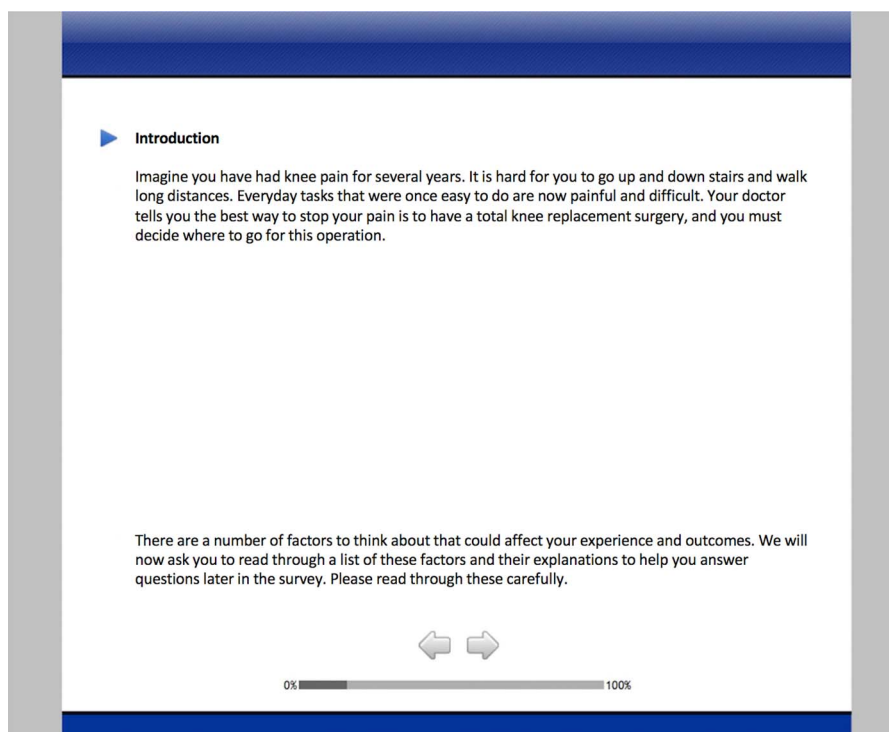 Introduction
Imagine you have had knee pain for several years. It is hard for you to go up and down stairs and walk
long distances. Everyday tasks that were once easy to do are now painful and difficult. Your doctor
tells you the best way to stop your pain is to have a total knee replacement surgery, and you must
decide where to go for this operation.
There are a number of factors to think about that could affect your experience and outcomes. We will
now ask you to read through a list of these factors and their explanations to help you answer
questions later in the survey. Please read through these carefully.
0% 100%